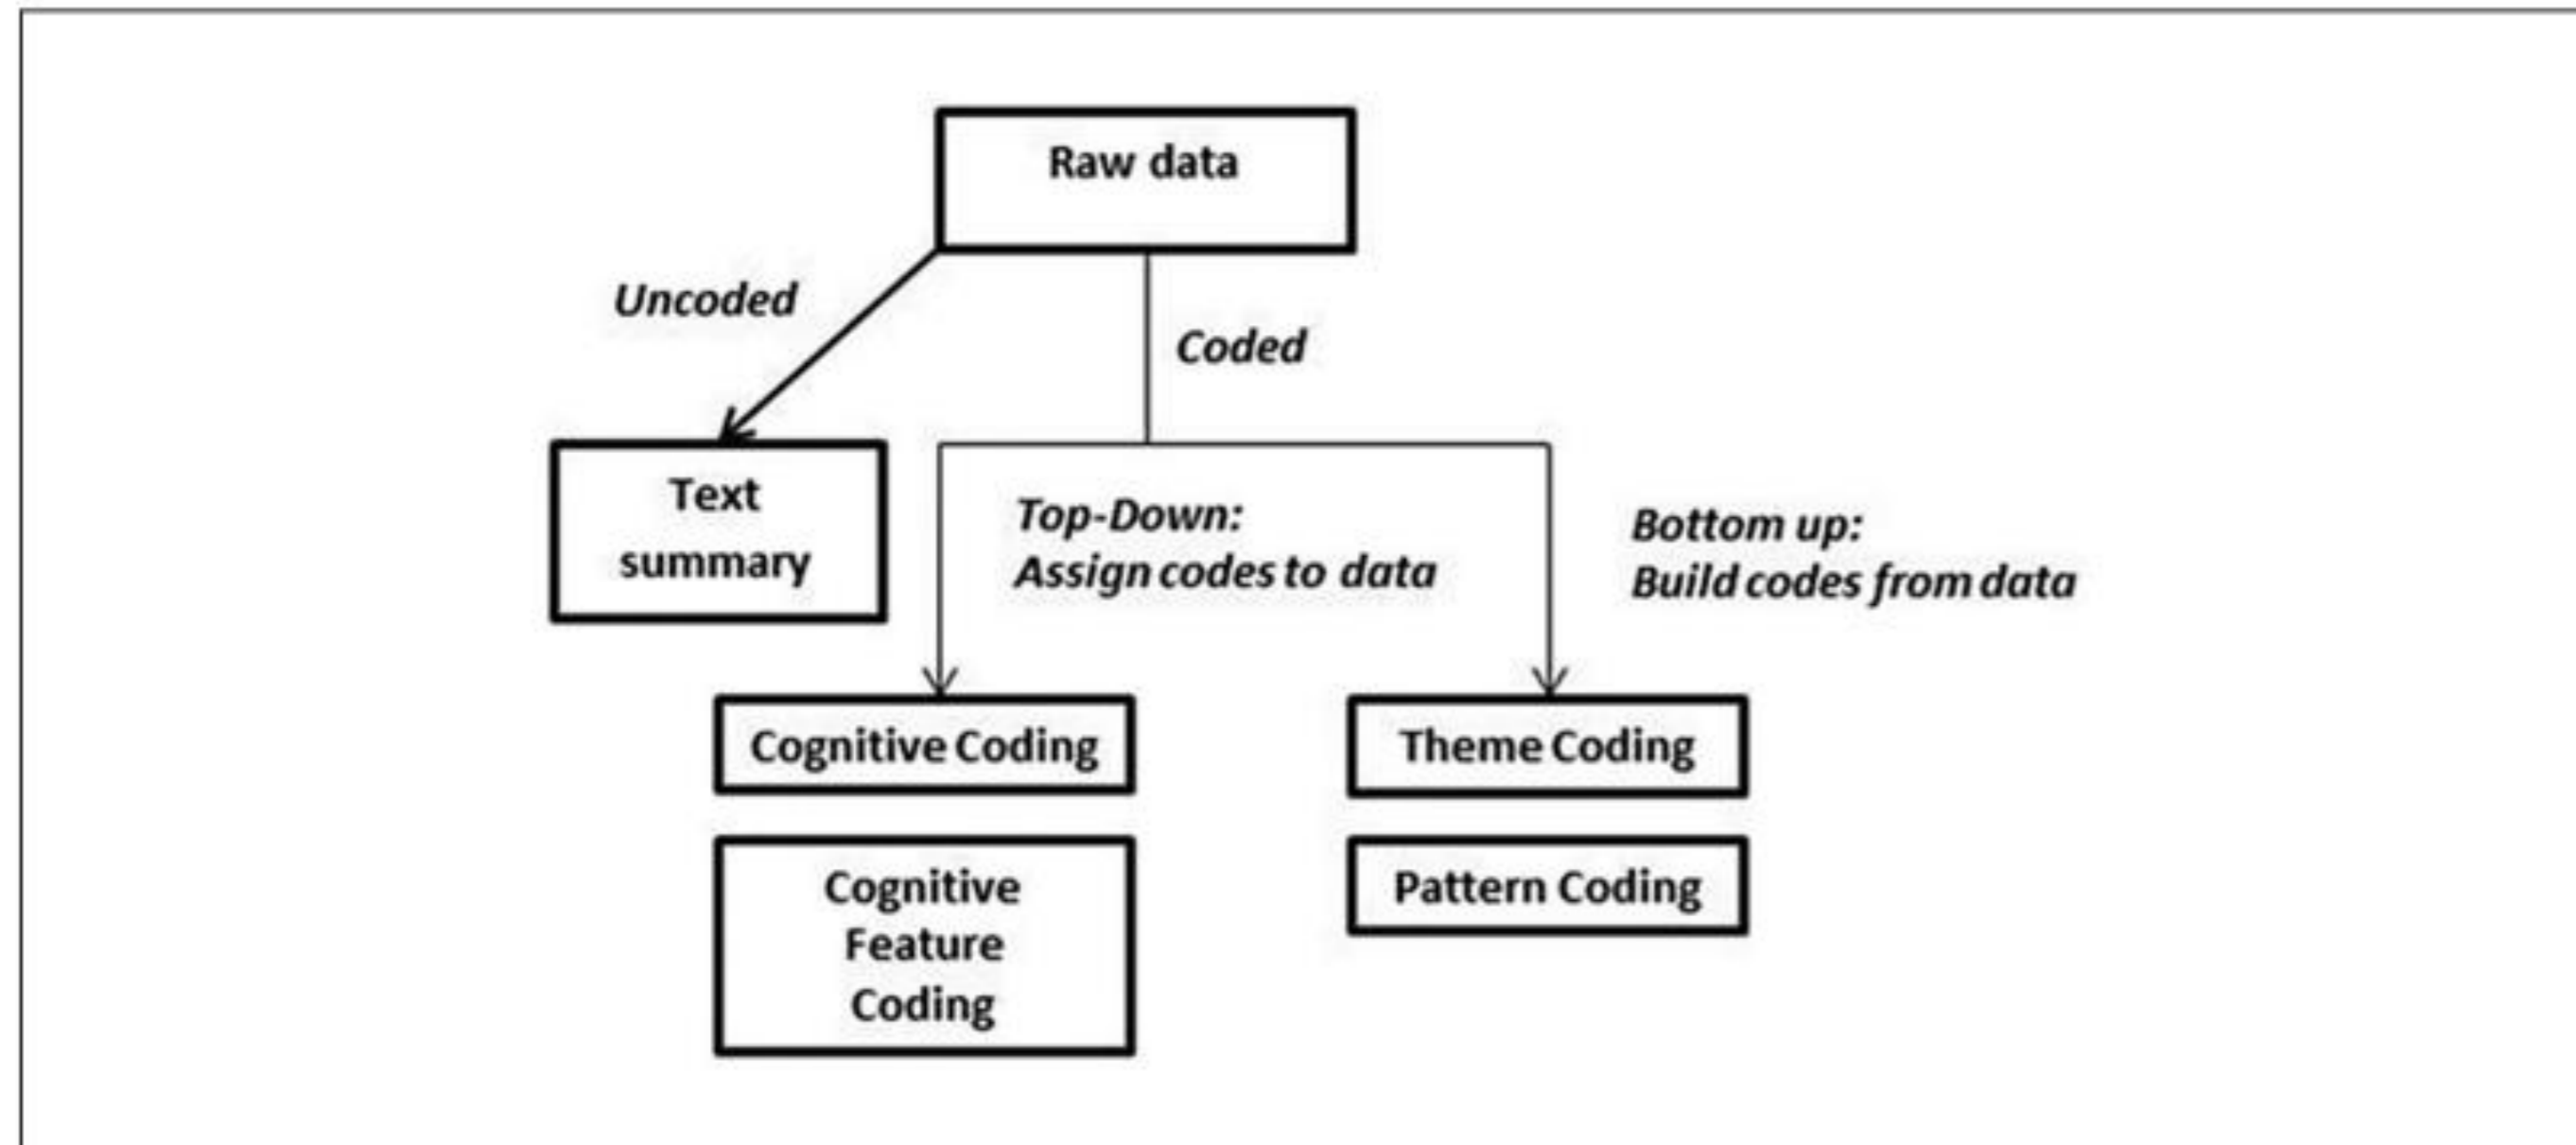 Raw data
Uncoded
Coded
Text
summary
Top-Down:
Assign codes to data
Bottom up:
Build codes from data
Cognitive Coding
Theme Coding
Cognitive
Feature
Coding
Pattern Coding